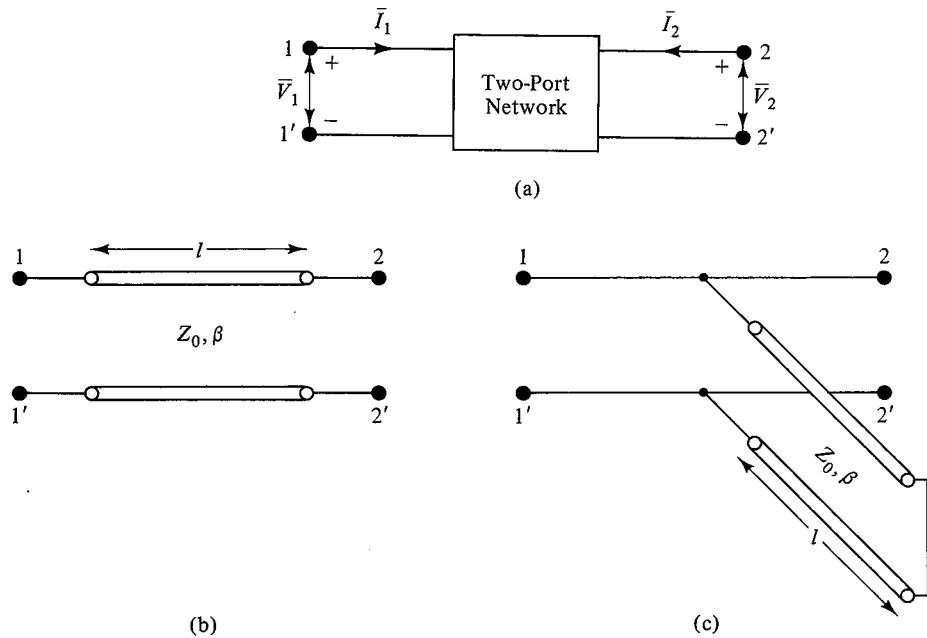 Ī₁
Ī₂
1
2
+
+
V̄₁
Two-Port
Network
V̄₂
−
−
1′
2′
(a)
1
l
2
1
2
Z₀, β
1′
2′
1′
2′
Z₀, β
l
(b)
(c)